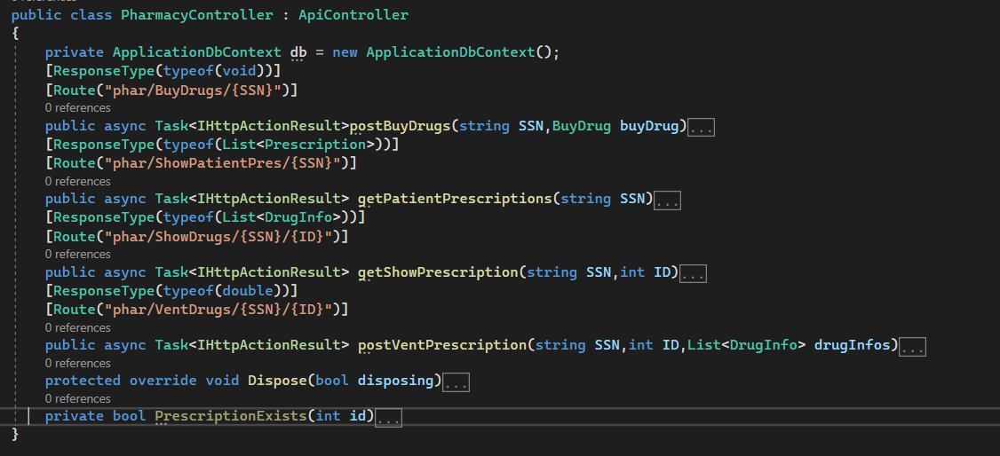 0 references
public class PharmacyController : ApiController
{
private ApplicationDbContext db = new ApplicationDbContext();
[ResponseType(typeof(void))]
[Route("phar/BuyDrugs/{SSN}")]
0 references
public async Task<IHttpActionResult>postBuyDrugs(string SSN,BuyDrug buyDrug)...
[ResponseType(typeof(List<Prescription>))]
[Route("phar/ShowPatientPres/{SSN}")]
0 references
public async Task<IHttpActionResult> getPatientPrescriptions(string SSN)...
[ResponseType(typeof(List<DrugInfo>))]
[Route("phar/ShowDrugs/{SSN}/{ID}")]
0 references
public async Task<IHttpActionResult> getShowPrescription(string SSN,int ID)...
[ResponseType(typeof(double))]
[Route("phar/VentDrugs/{SSN}/{ID}")]
0 references
public async Task<IHttpActionResult> postVentPrescription(string SSN,int ID,List<DrugInfo> drugInfos)...
0 references
protected override void Dispose(bool disposing)...
0 references
private bool PrescriptionExists(int id)...
}